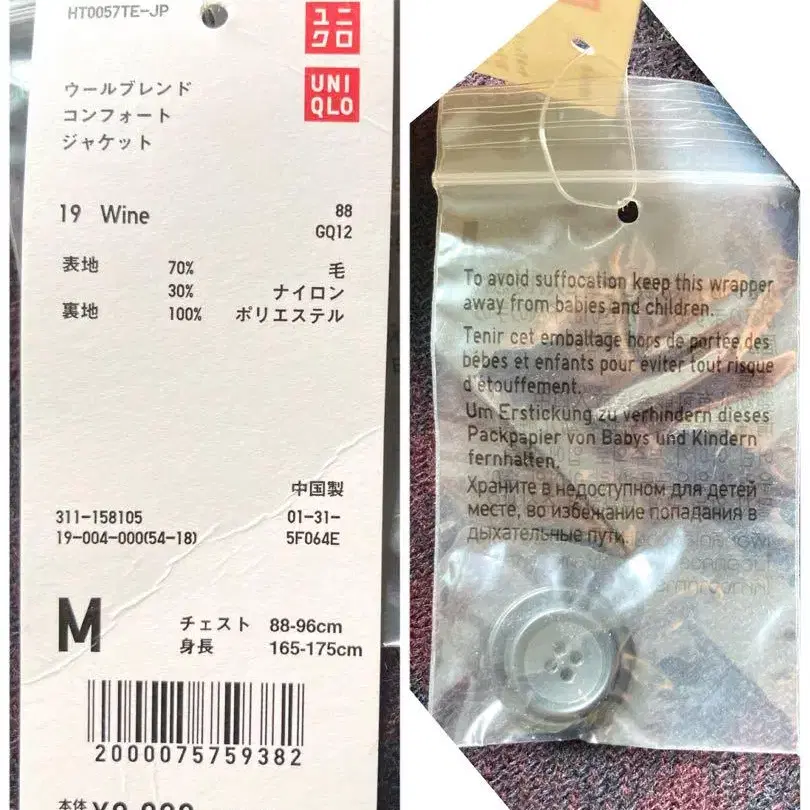 HT0057TE-JP
ユニ
クロ
UNI
QLO
ウールブレンド
コンフォート
ジャケット
19 Wine 88
GQ12
表地 70% 毛
30% ナイロン
裏地 100% ポリエステル
中国製
311-158105 01-31-
19-004-000(54-18) 5F064E
M
チェスト 88-96cm
身長 165-175cm
2000075759382
本体
To avoid suffocation keep this wrapper
away from babies and children.
Tenir cet emballage hors de portée des
bébes et enfants pour eviter tout risque
d'étouffement.
Um Erstickung zu verhindern dieses
Packpapier von Babys und Kindern
fernhalten.
Храните в недоступном для детей
месте, во избежание попадания в
дыхательные пути.